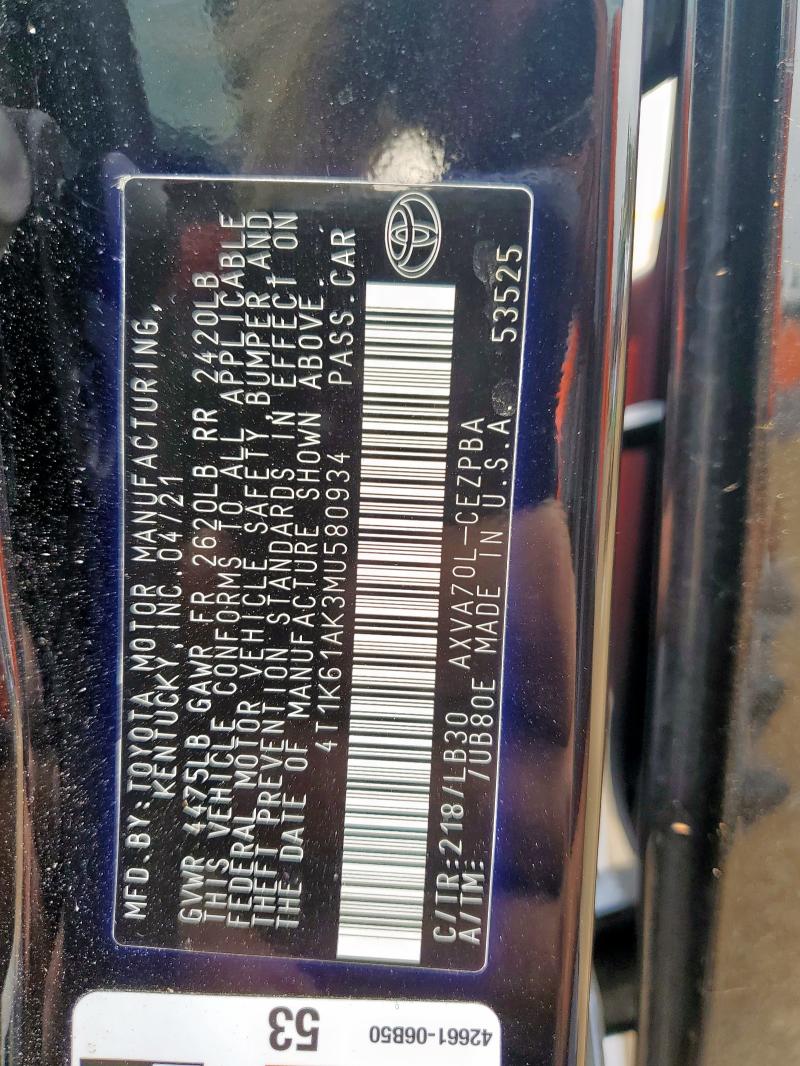 MFD.BY:TOYOTA MOTOR MANUFACTURING,
KENTUCKY, INC. 04/21
GVWR 4475LB GAWR FR 2620LB RR 2420LB
THIS VEHICLE CONFORMS TO ALL APPLICABLE
FEDERAL MOTOR VEHICLE SAFETY, BUMPER AND
THEFT PREVENTION STANDARDS IN EFFECT ON
THE DATE OF MANUFACTURE SHOWN ABOVE.
4T1K61AK3MU580934 PASS.CAR
C/TR:218/LB30 AXVA70L-CEZPBA
A/TM: /UB80E MADE IN U.S.A. 53525
53
42661-06B50